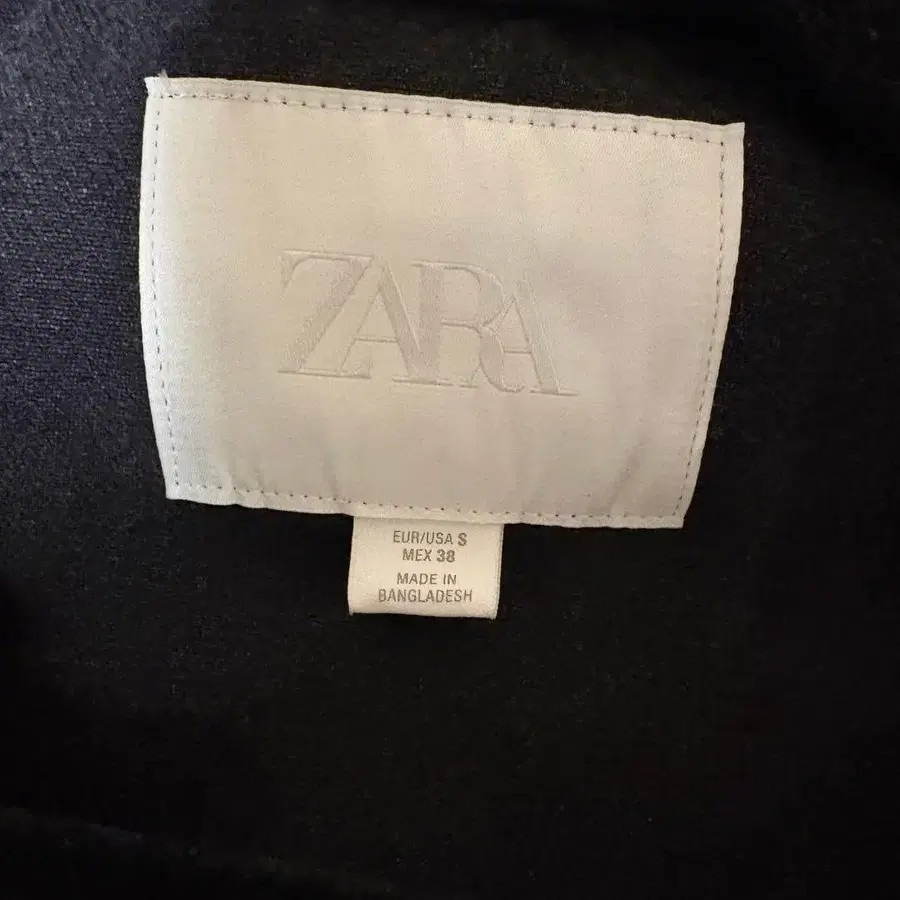 ZARA
EUR/USA S
MEX 38
MADE IN
BANGLADESH